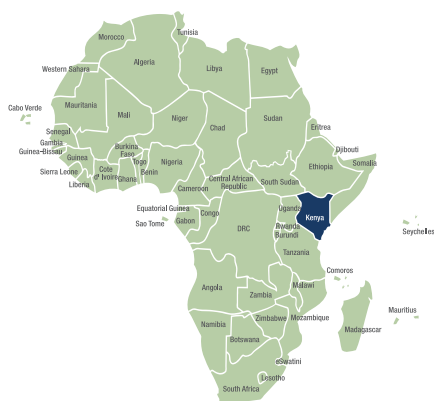 Tunisia
Morocco
Algeria
Libya
Egypt
Western Sahara
Mauritania
Mali
Niger
Chad
Sudan
Eritrea
Cabo Verde
Senegal
Gambia
Guinea-Bissau
Guinea
Sierra Leone
Liberia
Cote
d' Ivoire
Burkina
Faso
Ghana
Togo
Benin
Nigeria
Cameroon
Central African
Republic
South Sudan
Ethiopia
Djibouti
Somalia
Equatorial Guinea
Sao Tome
Gabon
Congo
DRC
Uganda
Kenya
Rwanda
Burundi
Tanzania
Seychelles
Comoros
Angola
Zambia
Malawi
Mozambique
Zimbabwe
Namibia
Botswana
Madagascar
Mauritius
eSwatini
Lesotho
South Africa